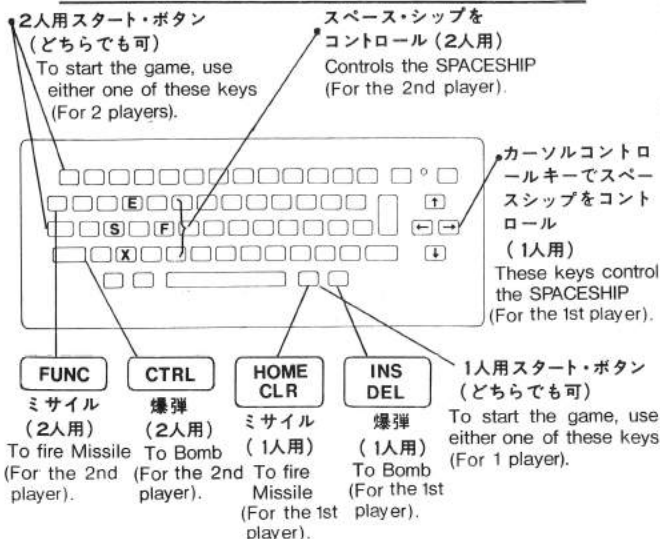 2人用スタート・ボタン
(どちらでも可)
To start the game, use
either one of these keys
(For 2 players).
スペース・シップを
コントロール (2人用)
Controls the SPACESHIP
(For the 2nd player).
カーソルコントロ
ールキーでスペー
スシップをコント
ロール
(1人用)
These keys control
the SPACESHIP
(For the 1st player).
E
↑
S
F
←
→
X
↓
FUNC
ミサイル
(2人用)
To fire Missile
(For the 2nd
player).
CTRL
爆弾
(2人用)
To Bomb
(For the 2nd
player).
HOME
CLR
ミサイル
(1人用)
To fire
Missile
(For the 1st
player).
INS
DEL
爆弾
(1人用)
To Bomb
(For the 1st
player).
1人用スタート・ボタン
(どちらでも可)
To start the game, use
either one of these keys
(For 1 player).